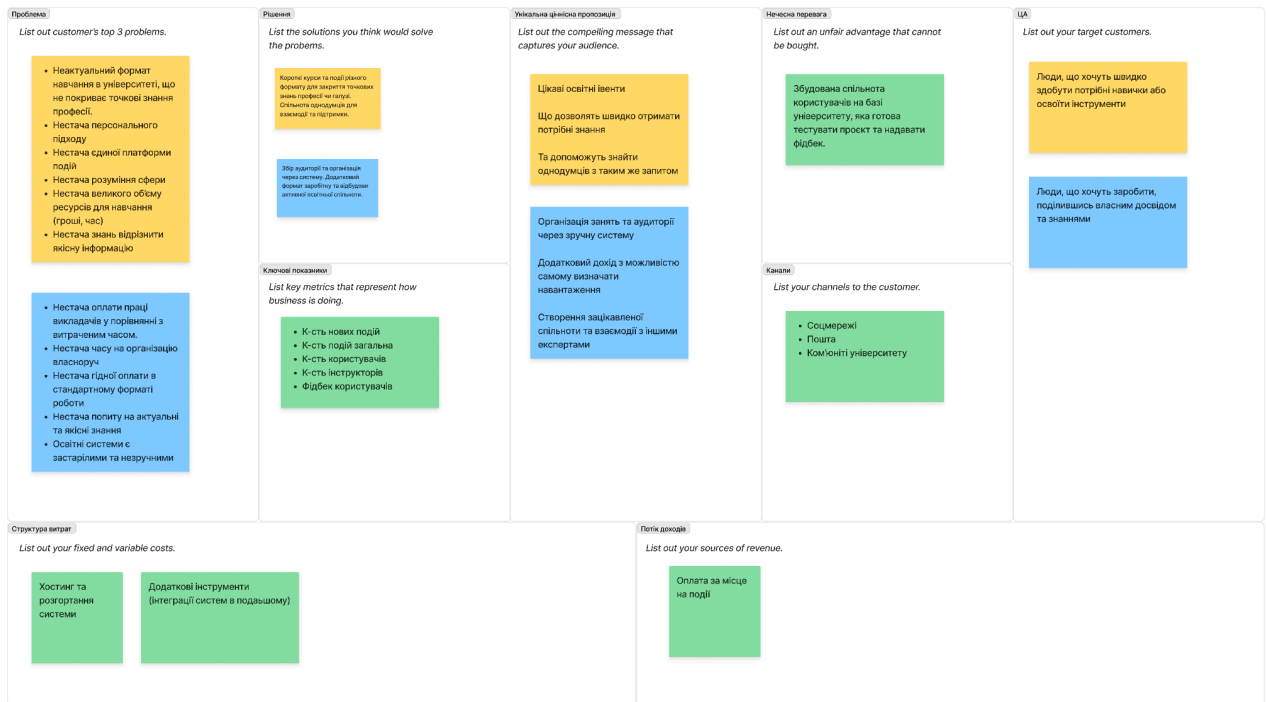 Проблема
List out customer's top 3 problems.
• Неактуальний формат
навчання в університеті, що
не покриває точкові знання
професії.
• Нестача персонального
підходу
• Нестача єдиної платформи
подій
• Нестача розуміння сфери
• Нестача великого об'єму
ресурсів для навчання
(гроші, час)
• Нестача знань відрізнити
якісну інформацію
• Нестача оплати праці
викладачів у порівнянні з
витраченим часом.
• Нестача часу на організацію
власноруч
• Нестача гідної оплати в
стандартному форматі
роботи
• Нестача попиту на актуальні
та якісні знання
• Освітні системи є
застарілими та незручними
Рішення
List the solutions you think would solve
the probems.
Короткі курси та події різного
формату для закриття точкових
знань професії чи галузі.
Спільнота однодумців для
взаємодії та підтримки.
Збір аудиторії та організація
через систему. Додатковий
формат заробітку та відбудови
активної освітньої спільноти.
Ключові показники
List key metrics that represent how
business is doing.
• К-сть нових подій
• К-сть подій загальна
• К-сть користувачів
• К-сть інструкторів
• Фідбек користувачів
Унікальна ціннісна пропозиція
List out the compelling message that
captures your audience.
Цікаві освітні івенти
Що дозволять швидко отримати
потрібні знання
Та допоможуть знайти
однодумців з таким же запитом
Організація занять та аудиторії
через зручну систему
Додатковий дохід з можливістю
самому визначати
навантаження
Створення зацікавленої
спільноти та взаємодії з іншими
експертами
Нечесна перевага
List out an unfair advantage that cannot
be bought.
Збудована спільнота
користувачів на базі
університету, яка готова
тестувати проєкт та надавати
фідбек.
Канали
List your channels to the customer.
• Соцмережі
• Пошта
• Ком'юніті університету
ЦА
List out your target customers.
Люди, що хочуть швидко
здобути потрібні навички або
освоїти інструменти
Люди, що хочуть заробити,
поділившись власним досвідом
та знаннями
Структура витрат
List out your fixed and variable costs.
Хостинг та
розгортання
системи
Додаткові інструменти
(інтеграції систем в подаьшому)
Потік доходів
List out your sources of revenue.
Оплата за місце
на події